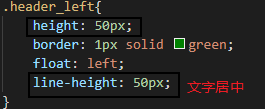 .header_left{
height: 50px;
border: 1px solid green;
float: left;
line-height: 50px; 文字居中
}